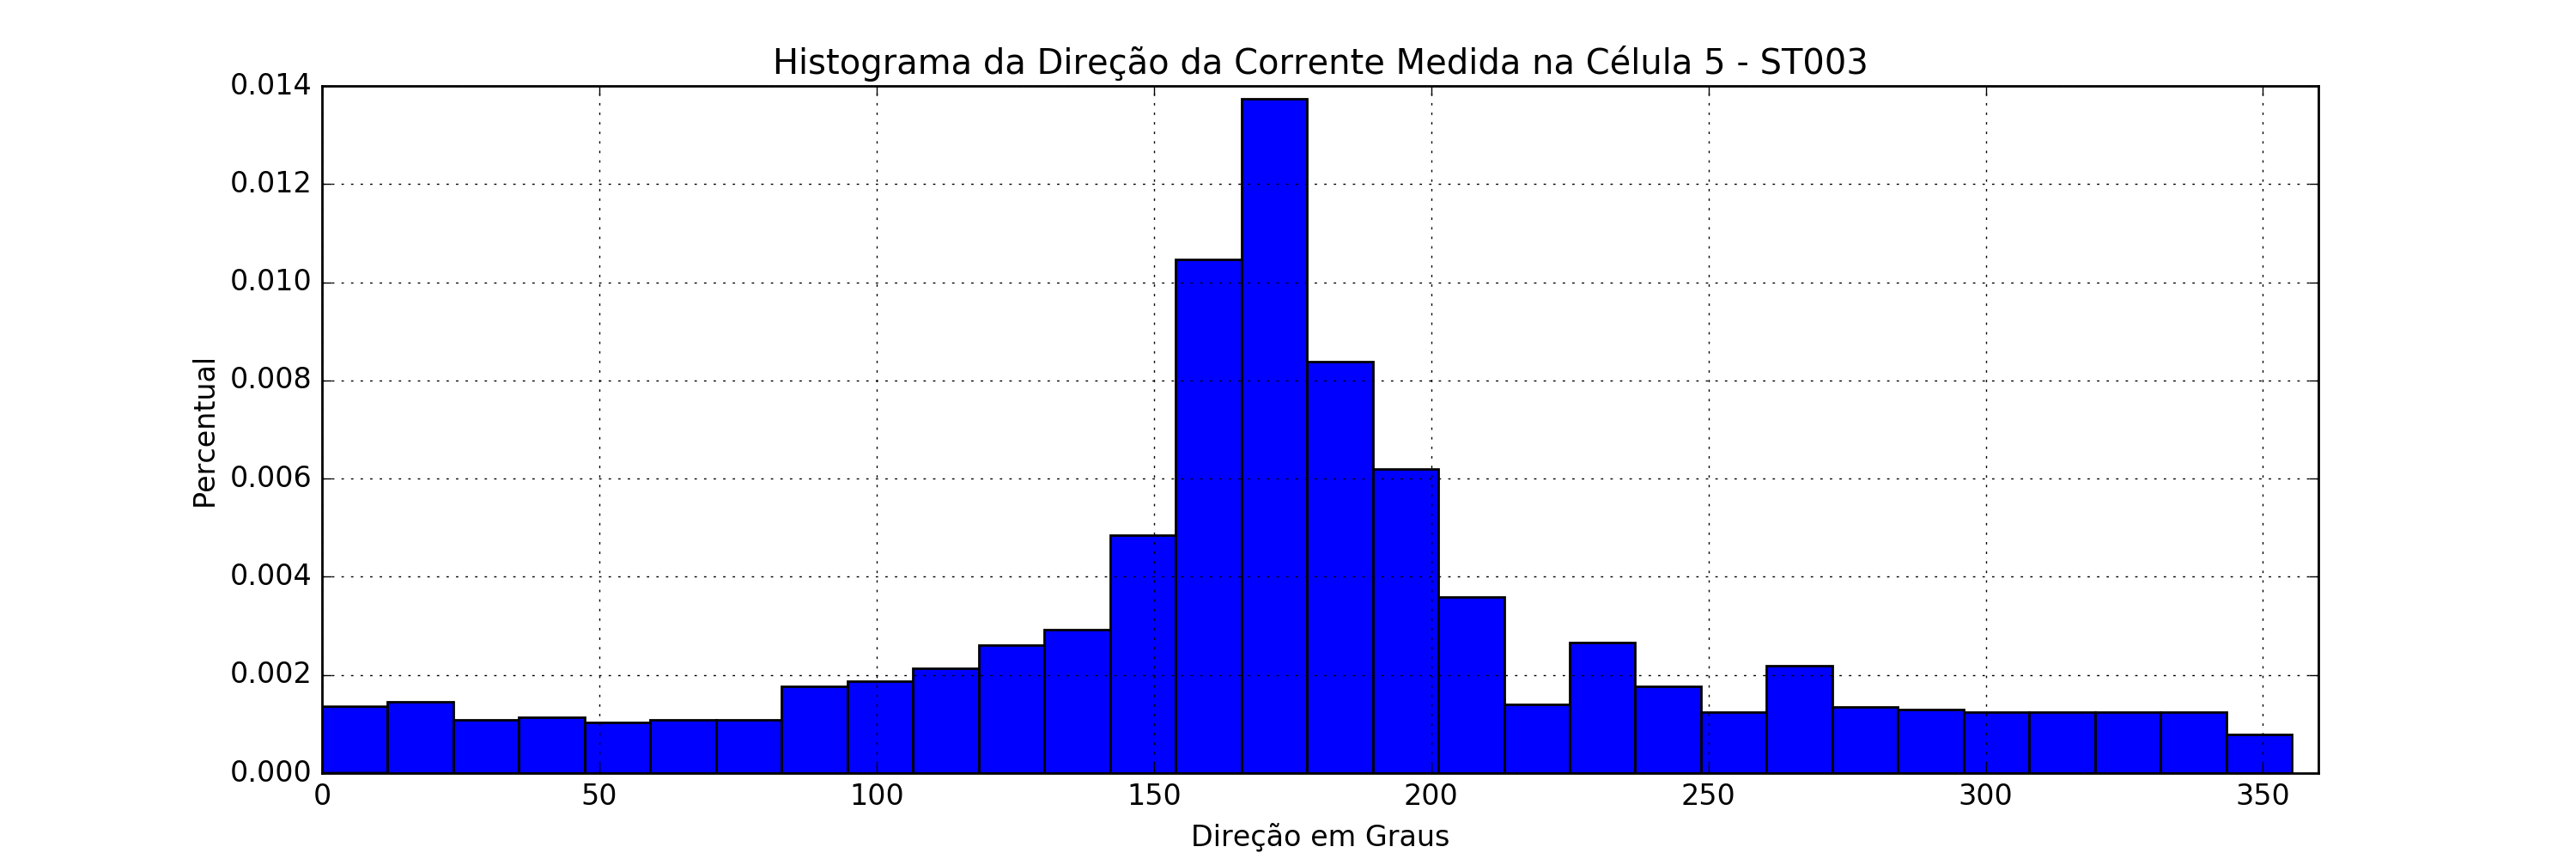 Histograma da Direção da Corrente Medida na Célula 5 - ST003
0.014
0.012
0.010
0.008
0.006
0.004
0.002
0.000
Percentual
0 50 100 150 200 250 300 350
Direção em Graus